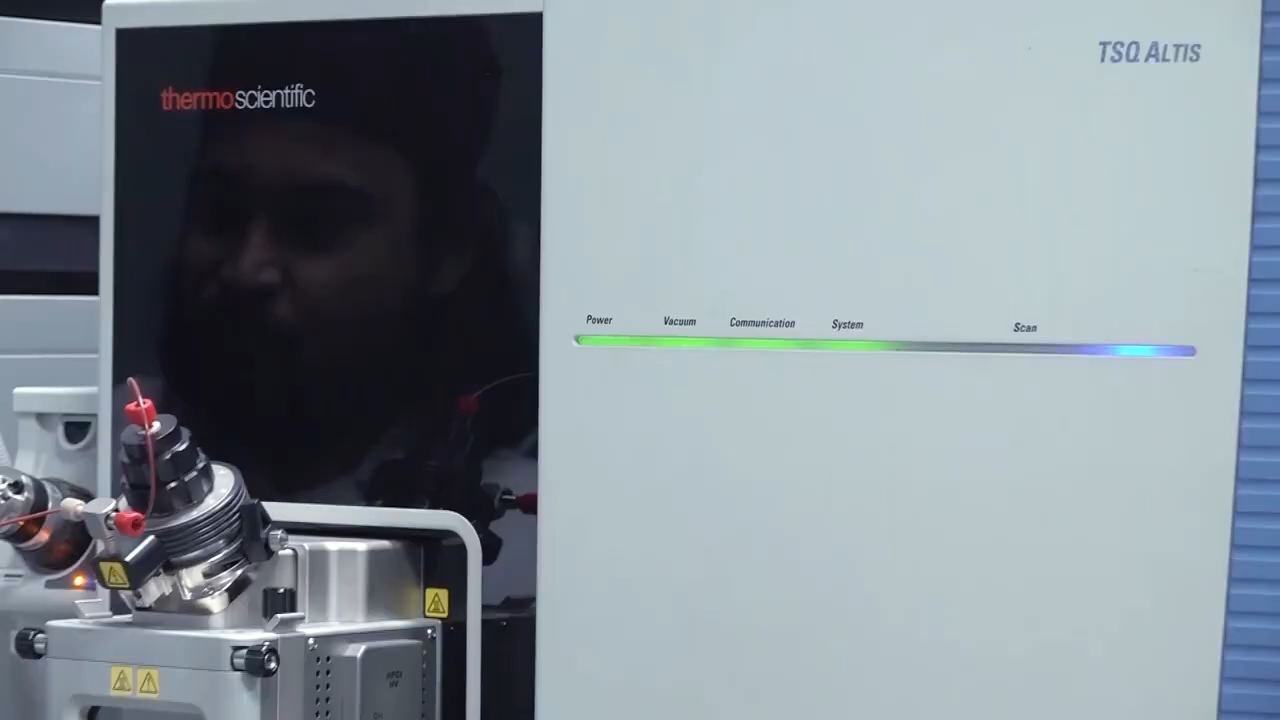 thermoscientific
TSQ ALTIS
Power Vacuum Communication System Scan